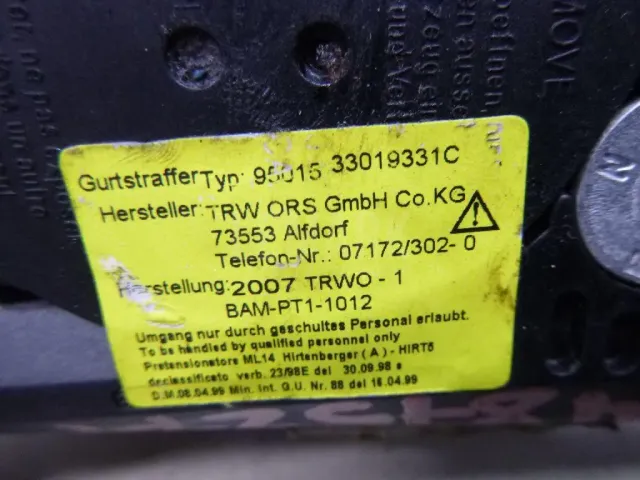 Gurtstraffer Typ: 95015 33019331C
Hersteller: TRW ORS GmbH Co.KG
73553 Alfdorf
Telefon-Nr.: 07172/302-0
Herstellung: 2007 TRWO - 1
BAM-PT1-1012
Umgang nur durch geschultes Personal erlaubt.
To be handled by qualified personnel only
Pretensionatore ML14 Hirtenberger (A) - HIRT5
declassificato verb. 23/98E del 30.09.98 e
D.M.08.04.99 Min. Int. G.U. Nr. 88 del 16.04.99
MOVE